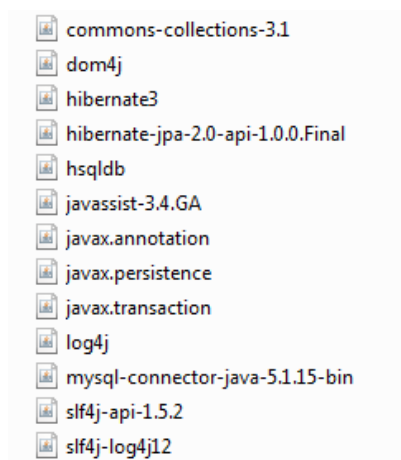 commons-collections-3.1
dom4j
hibernate3
hibernate-jpa-2.0-api-1.0.0.Final
hsqldb
javassist-3.4.GA
javax.annotation
javax.persistence
javax.transaction
log4j
mysql-connector-java-5.1.15-bin
slf4j-api-1.5.2
slf4j-log4j12